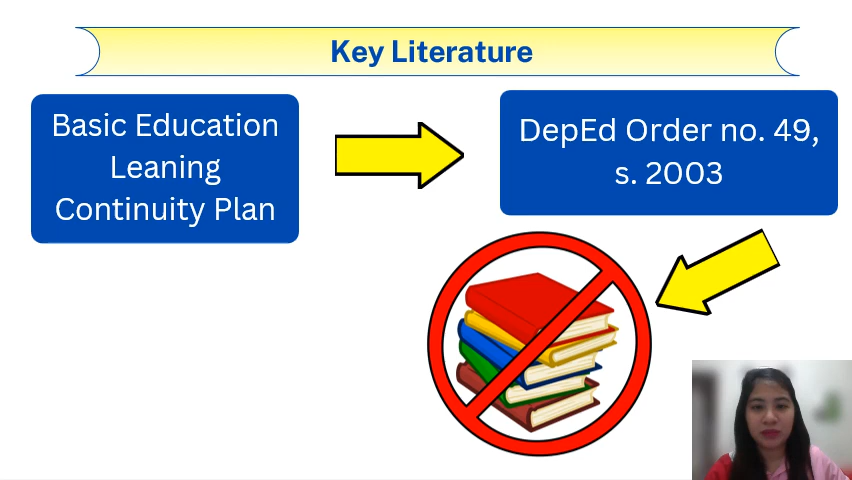 Key Literature
Basic Education
Leaning
Continuity Plan
DepEd Order no. 49,
s. 2003